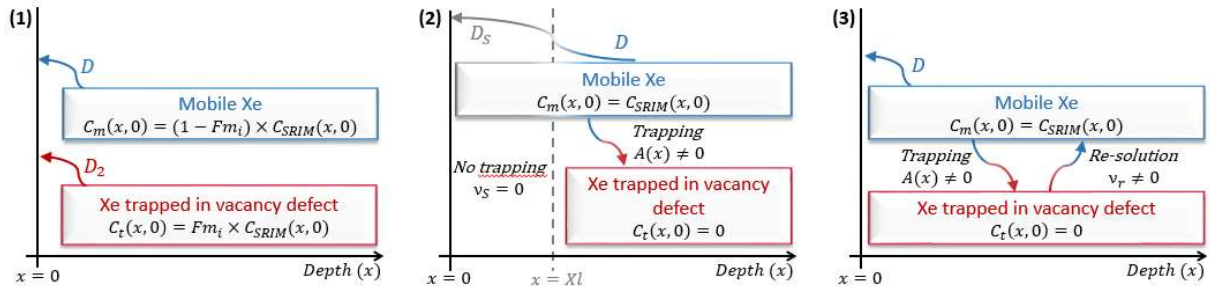 (1)
D
Mobile Xe
C_m(x, 0) = (1 − Fm_i) × C_SRIM(x, 0)
D_2
Xe trapped in vacancy defect
C_t(x, 0) = Fm_i × C_SRIM(x, 0)
x = 0
Depth (x)
(2)
D_S
D
Mobile Xe
C_m(x, 0) = C_SRIM(x, 0)
Trapping
A(x) ≠ 0
No trapping
ν_S = 0
Xe trapped in vacancy
defect
C_t(x, 0) = 0
x = 0
x = Xl
Depth (x)
(3)
D
Mobile Xe
C_m(x, 0) = C_SRIM(x, 0)
Trapping
A(x) ≠ 0
Re-solution
ν_r ≠ 0
Xe trapped in vacancy defect
C_t(x, 0) = 0
x = 0
Depth (x)